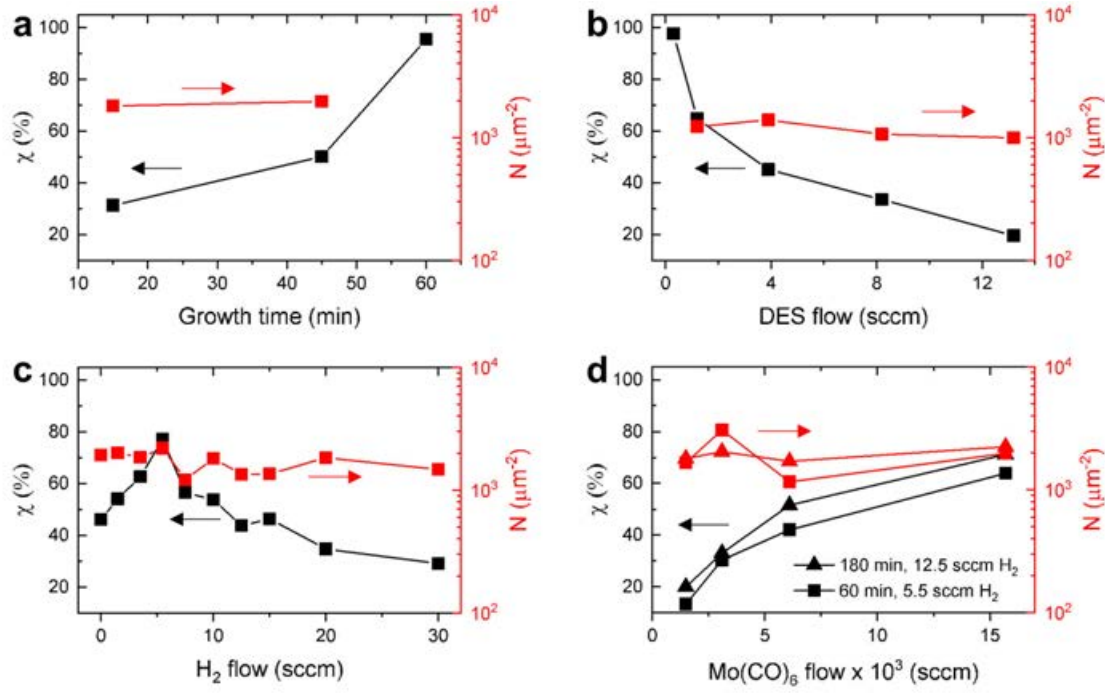 a
100
80
60
40
20
χ (%)
10⁴
10³
10²
N (μm⁻²)
10 20 30 40 50 60
Growth time (min)
b
100
80
60
40
20
χ (%)
10⁴
10³
10²
N (μm⁻²)
0 4 8 12
DES flow (sccm)
c
100
80
60
40
20
χ (%)
10⁴
10³
10²
N (μm⁻²)
0 10 20 30
H₂ flow (sccm)
d
100
80
60
40
20
χ (%)
10⁴
10³
10²
N (μm⁻²)
180 min, 12.5 sccm H₂
60 min, 5.5 sccm H₂
0 5 10 15
Mo(CO)₆ flow x 10³ (sccm)